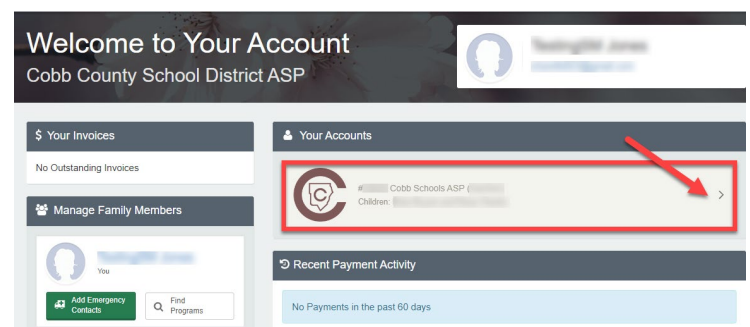 Welcome to Your Account
Cobb County School District ASP
$ Your Invoices
No Outstanding Invoices
Manage Family Members
You
Add Emergency Contacts
Find Programs
Your Accounts
C
# Cobb Schools ASP (
Children:
Recent Payment Activity
No Payments in the past 60 days